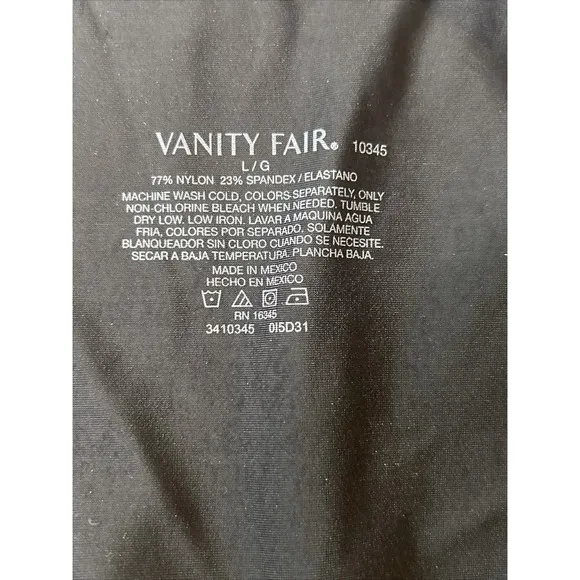 VANITY FAIR® 10345
L/G
77% NYLON 23% SPANDEX/ELASTANO
MACHINE WASH COLD, COLORS SEPARATELY, ONLY
NON-CHLORINE BLEACH WHEN NEEDED. TUMBLE
DRY LOW. LOW IRON. LAVAR A MAQUINA AGUA
FRIA, COLORES POR SEPARADO, SOLAMENTE
BLANQUEADOR SIN CLORO CUANDO SE NECESITE.
SECAR A BAJA TEMPERATURA. PLANCHA BAJA.
MADE IN MEXICO
HECHO EN MEXICO
RN 16345
3410345 0I5D31